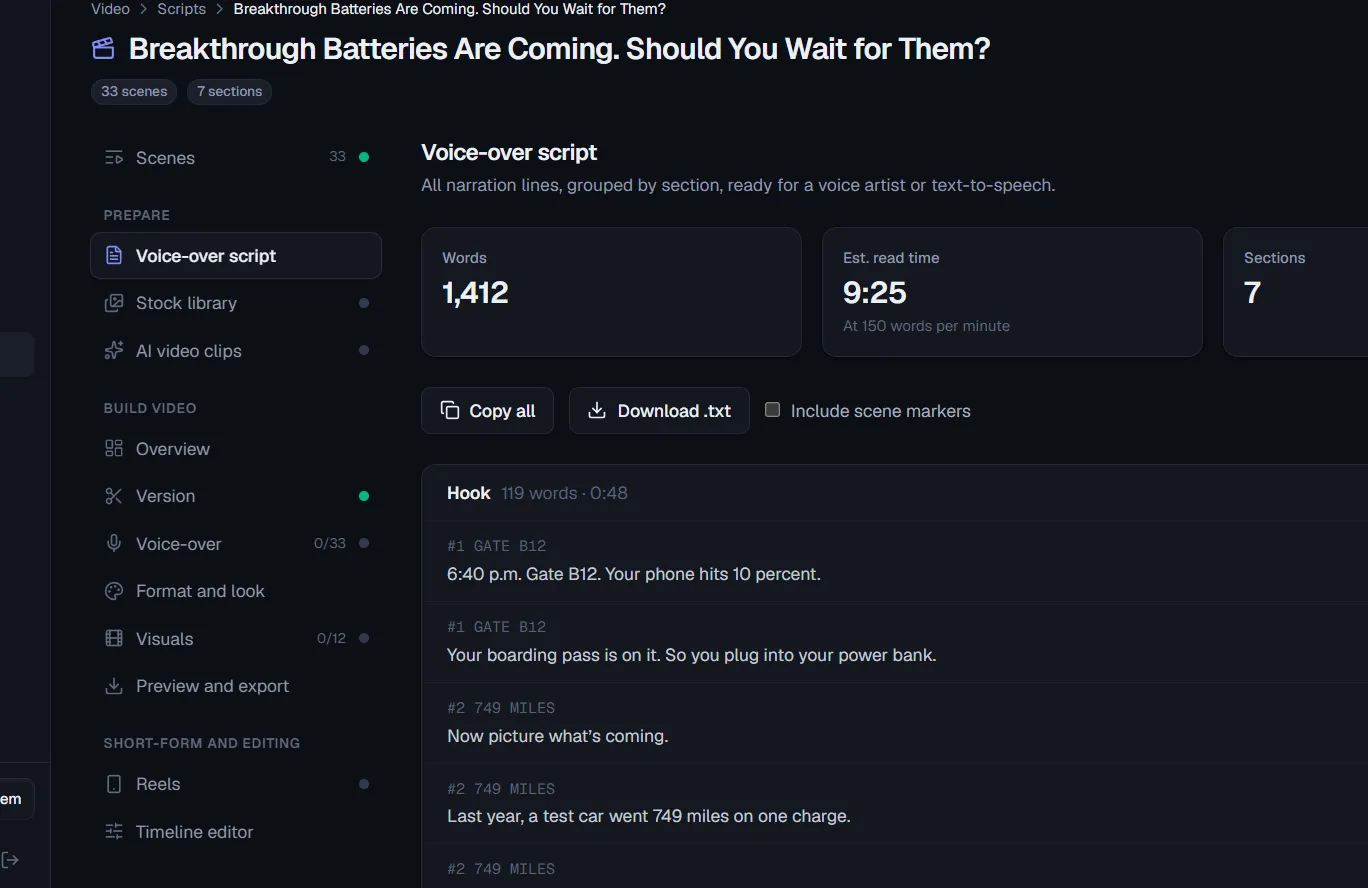 Video > Scripts > Breakthrough Batteries Are Coming. Should You Wait for Them?
Breakthrough Batteries Are Coming. Should You Wait for Them?
33 scenes
7 sections
Scenes 33
PREPARE
Voice-over script
Stock library
AI video clips
BUILD VIDEO
Overview
Version
Voice-over 0/33
Format and look
Visuals 0/12
Preview and export
SHORT-FORM AND EDITING
Reels
Timeline editor
em
Voice-over script
All narration lines, grouped by section, ready for a voice artist or text-to-speech.
Words
1,412
Est. read time
9:25
At 150 words per minute
Sections
7
Copy all
Download .txt
Include scene markers
Hook 119 words · 0:48
#1 GATE B12
6:40 p.m. Gate B12. Your phone hits 10 percent.
#1 GATE B12
Your boarding pass is on it. So you plug into your power bank.
#2 749 MILES
Now picture what’s coming.
#2 749 MILES
Last year, a test car went 749 miles on one charge.
#2 749 MILES